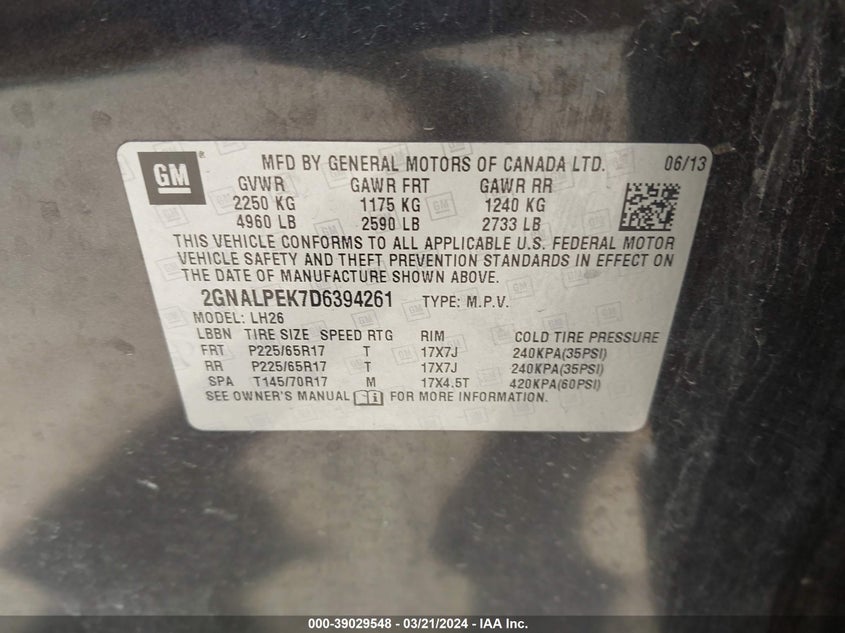 GM ® MFD BY GENERAL MOTORS OF CANADA LTD. 06/13
GVWR GAWR FRT GAWR RR
2250 KG 1175 KG 1240 KG
4960 LB 2590 LB 2733 LB
THIS VEHICLE CONFORMS TO ALL APPLICABLE U.S. FEDERAL MOTOR
VEHICLE SAFETY AND THEFT PREVENTION STANDARDS IN EFFECT ON
THE DATE OF MANUFACTURE SHOWN ABOVE.
2GNALPEK7D6394261 TYPE: M.P.V.
MODEL: LH26
LBBN TIRE SIZE SPEED RTG RIM COLD TIRE PRESSURE
FRT P225/65R17 T 17X7J 240KPA(35PSI)
RR P225/65R17 T 17X7J 240KPA(35PSI)
SPA T145/70R17 M 17X4.5T 420KPA(60PSI)
SEE OWNER'S MANUAL FOR MORE INFORMATION.
000-39029548 - 03/21/2024 - IAA Inc.